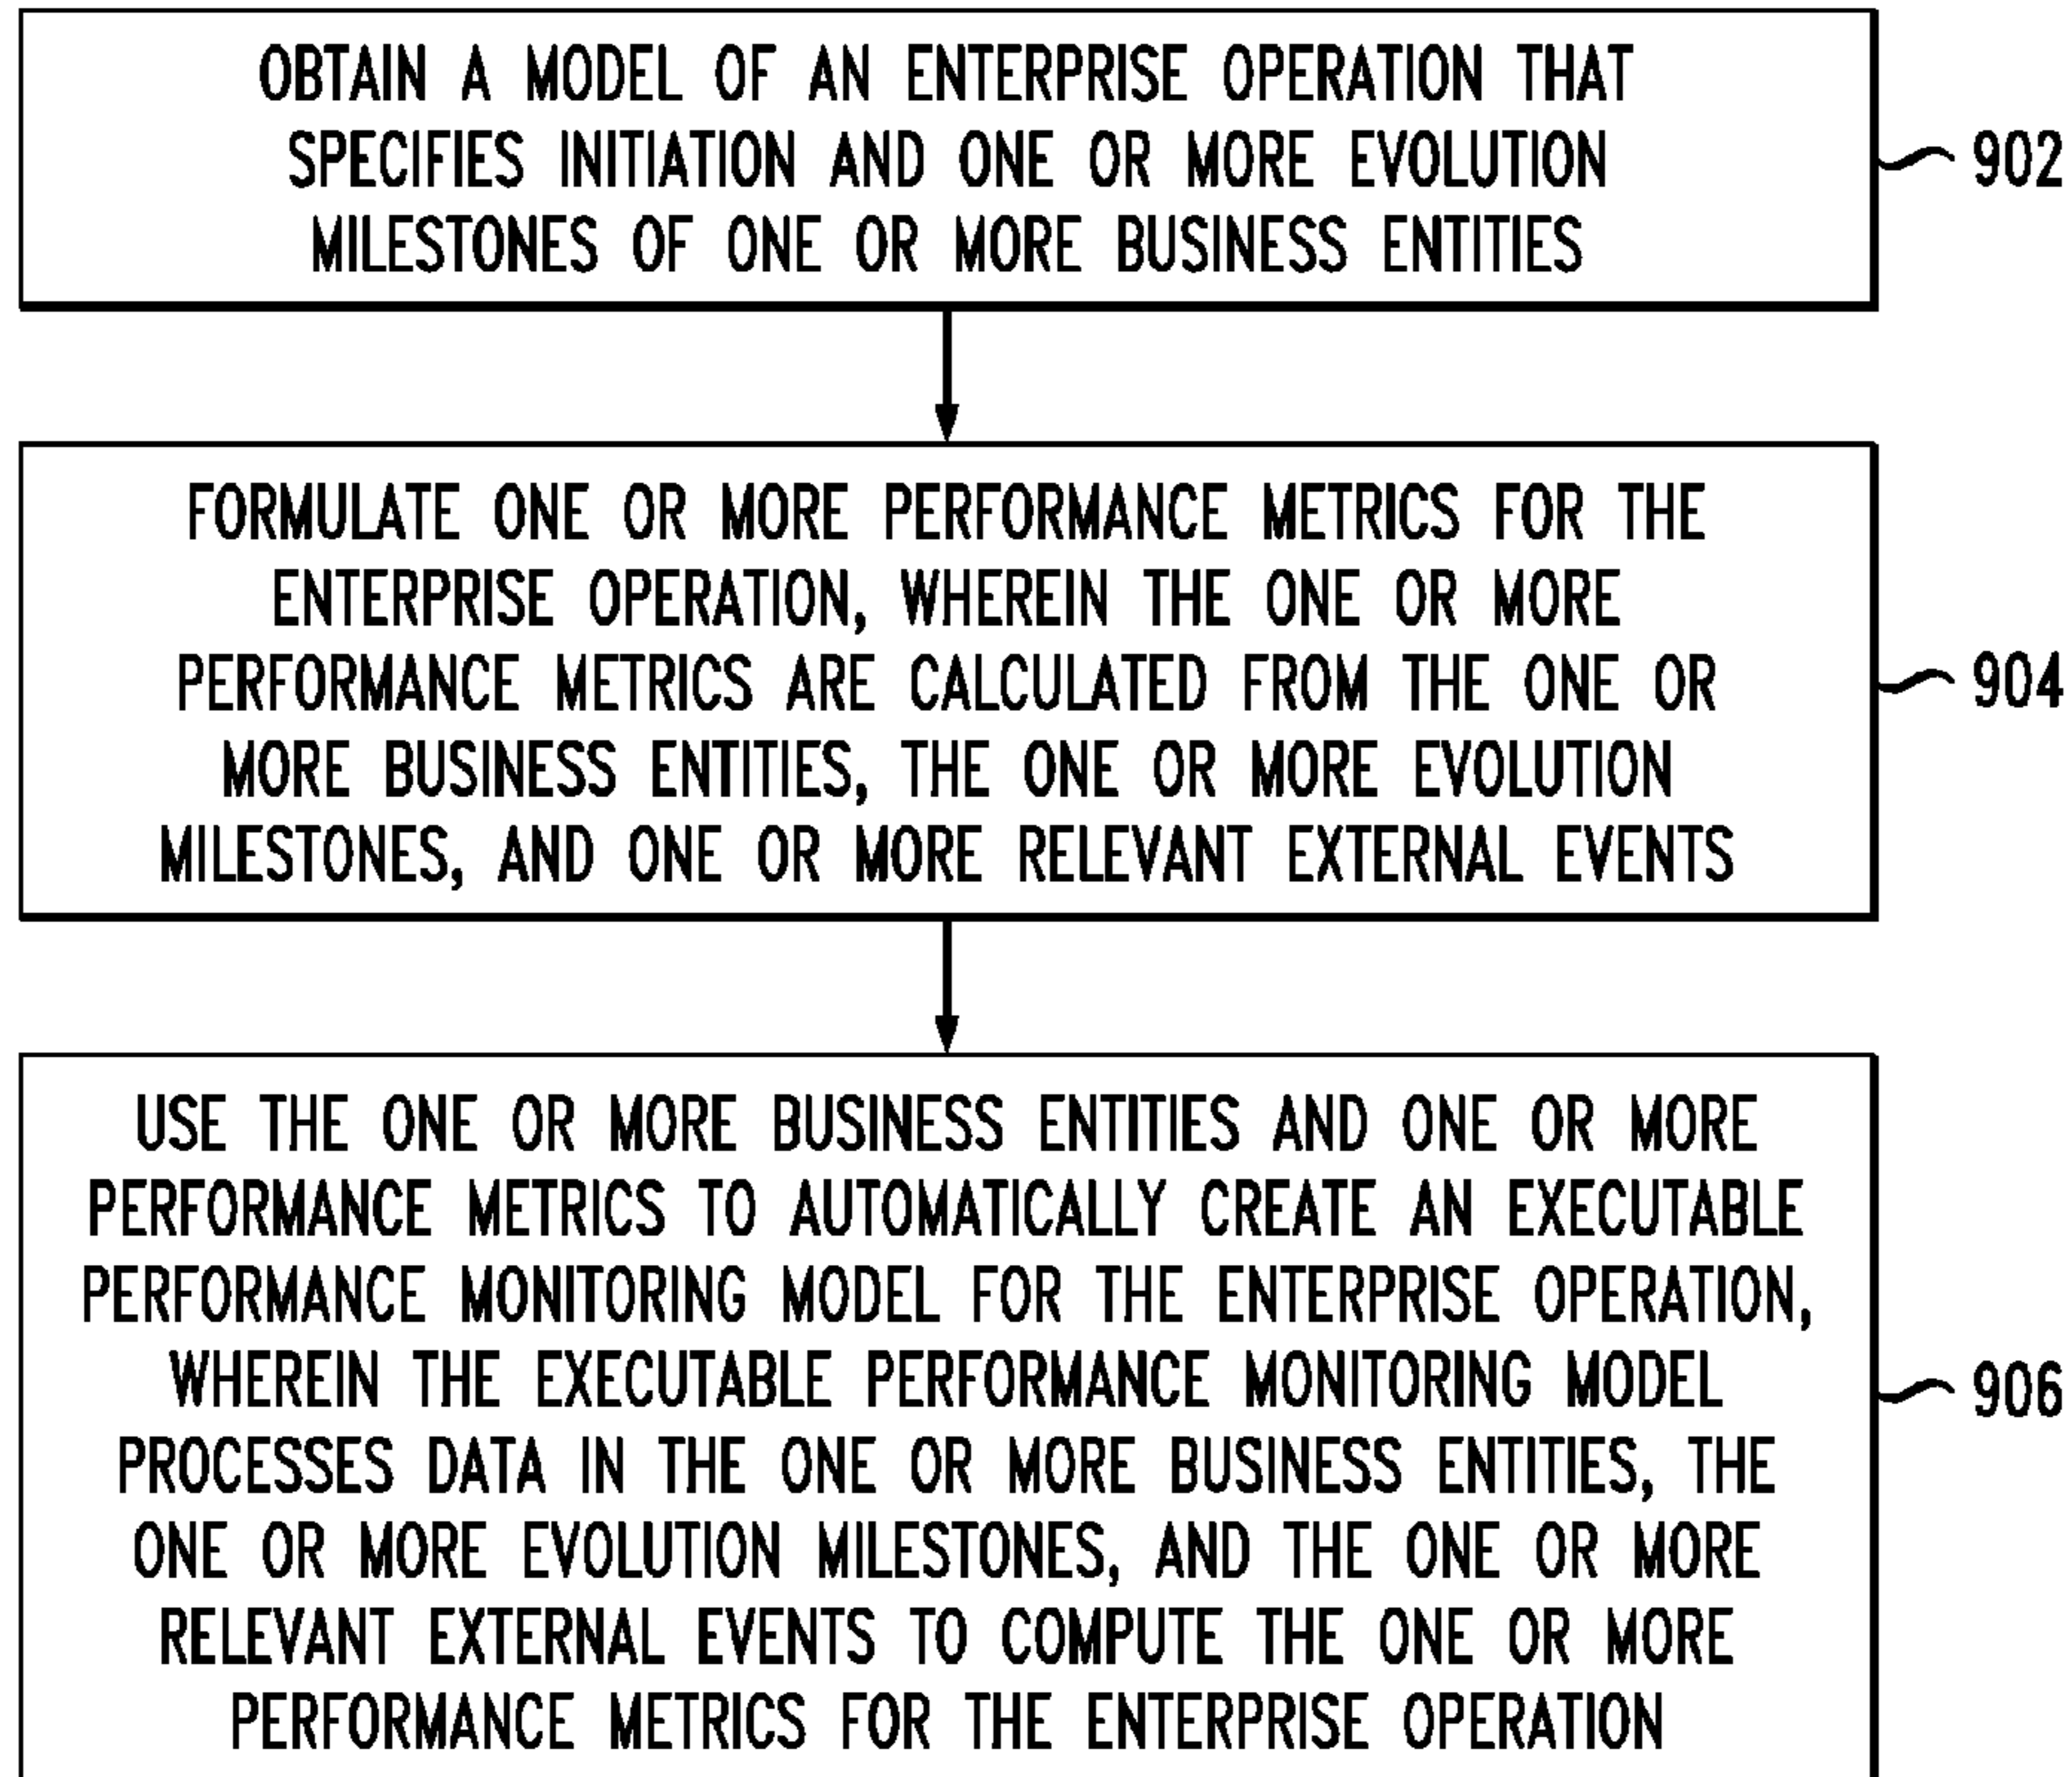 OBTAIN A MODEL OF AN ENTERPRISE OPERATION THAT
SPECIFIES INITIATION AND ONE OR MORE EVOLUTION
MILESTONES OF ONE OR MORE BUSINESS ENTITIES
902
FORMULATE ONE OR MORE PERFORMANCE METRICS FOR THE
ENTERPRISE OPERATION, WHEREIN THE ONE OR MORE
PERFORMANCE METRICS ARE CALCULATED FROM THE ONE OR
MORE BUSINESS ENTITIES, THE ONE OR MORE EVOLUTION
MILESTONES, AND ONE OR MORE RELEVANT EXTERNAL EVENTS
904
USE THE ONE OR MORE BUSINESS ENTITIES AND ONE OR MORE
PERFORMANCE METRICS TO AUTOMATICALLY CREATE AN EXECUTABLE
PERFORMANCE MONITORING MODEL FOR THE ENTERPRISE OPERATION,
WHEREIN THE EXECUTABLE PERFORMANCE MONITORING MODEL
PROCESSES DATA IN THE ONE OR MORE BUSINESS ENTITIES, THE
ONE OR MORE EVOLUTION MILESTONES, AND THE ONE OR MORE
RELEVANT EXTERNAL EVENTS TO COMPUTE THE ONE OR MORE
PERFORMANCE METRICS FOR THE ENTERPRISE OPERATION
906